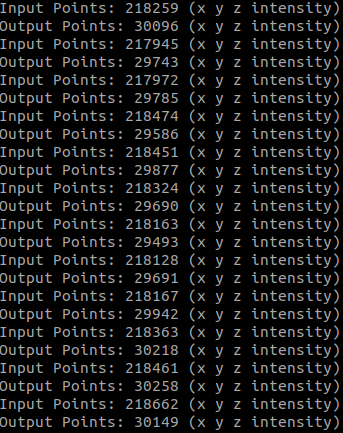 Input Points: 218259 (x y z intensity)
Output Points: 30096 (x y z intensity)
Input Points: 217945 (x y z intensity)
Output Points: 29743 (x y z intensity)
Input Points: 217972 (x y z intensity)
Output Points: 29785 (x y z intensity)
Input Points: 218474 (x y z intensity)
Output Points: 29586 (x y z intensity)
Input Points: 218451 (x y z intensity)
Output Points: 29877 (x y z intensity)
Input Points: 218324 (x y z intensity)
Output Points: 29690 (x y z intensity)
Input Points: 218163 (x y z intensity)
Output Points: 29493 (x y z intensity)
Input Points: 218128 (x y z intensity)
Output Points: 29691 (x y z intensity)
Input Points: 218167 (x y z intensity)
Output Points: 29942 (x y z intensity)
Input Points: 218363 (x y z intensity)
Output Points: 30218 (x y z intensity)
Input Points: 218461 (x y z intensity)
Output Points: 30258 (x y z intensity)
Input Points: 218662 (x y z intensity)
Output Points: 30149 (x y z intensity)